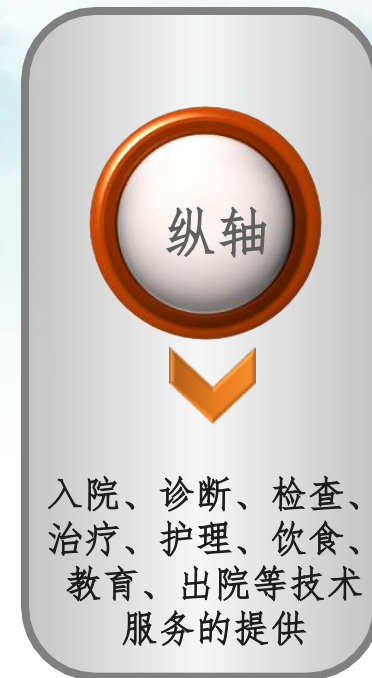 纵轴
入院、诊断、检查、
治疗、护理、饮食、
教育、出院等技术
服务的提供